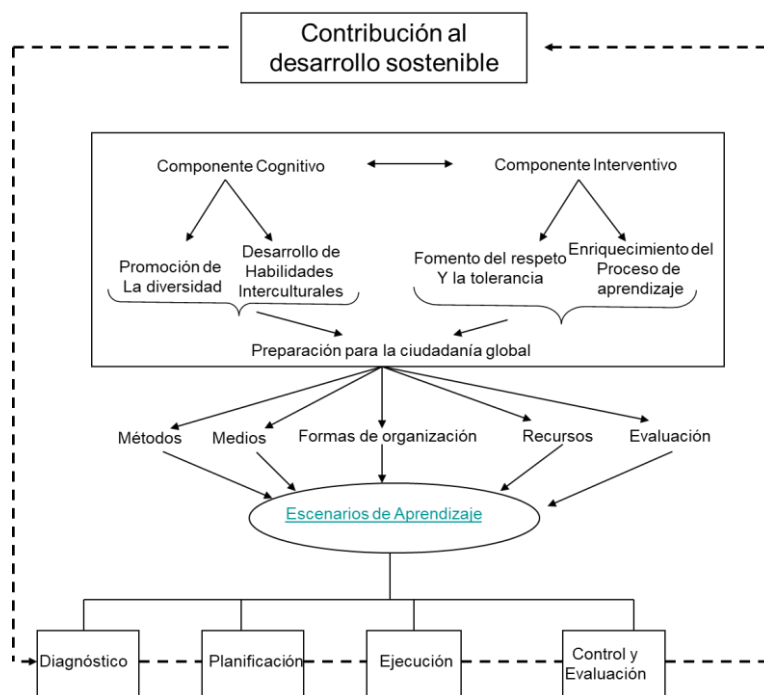 Contribución al
desarrollo sostenible
Componente Cognitivo
Componente Interventivo
Promoción de
La diversidad
Desarrollo de
Habilidades
Interculturales
Fomento del respeto
Y la tolerancia
Enriquecimiento del
Proceso de
aprendizaje
Preparación para la ciudadanía global
Métodos
Medios
Formas de organización
Recursos
Evaluación
Escenarios de Aprendizaje
Diagnóstico
Planificación
Ejecución
Control y
Evaluación